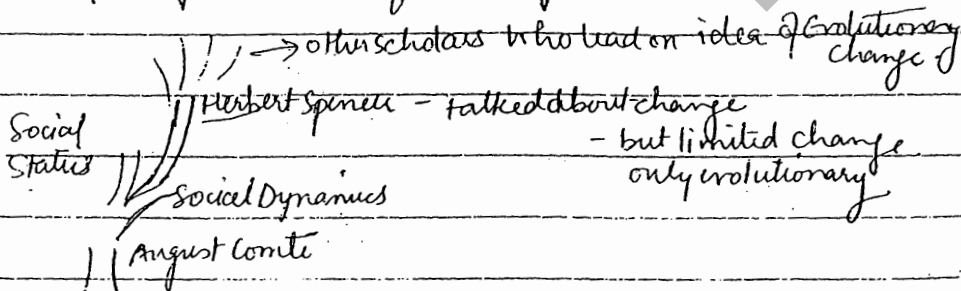 → other scholars who lead on idea of Evolutionary
change
Herbert Spencer - talked about change
Social
Status
- but limited change
only evolutionary
Social Dynamics
August Comte